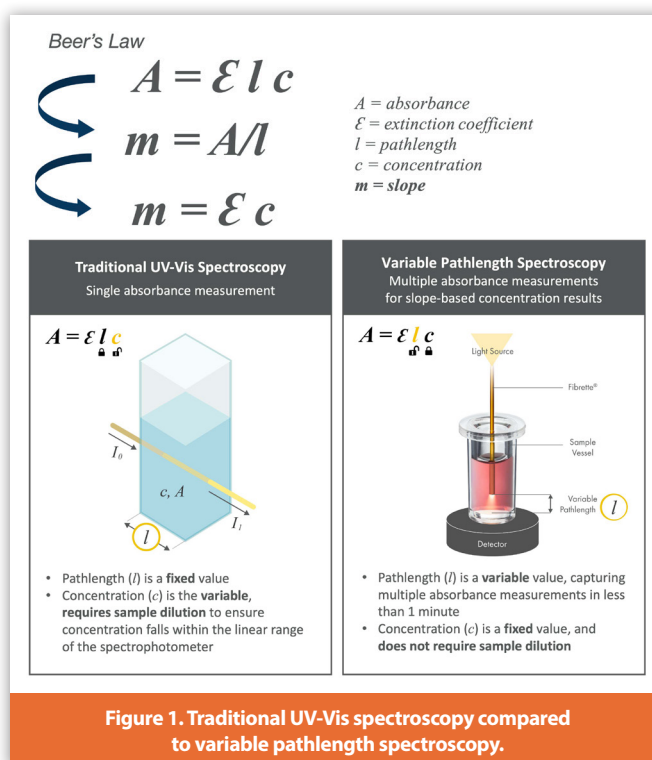 Beer's Law
A = Ɛ l c
m = A/l
m = Ɛ c
A = absorbance
Ɛ = extinction coefficient
l = pathlength
c = concentration
m = slope
Traditional UV-Vis Spectroscopy
Single absorbance measurement
A = Ɛ l c
I₀
c, A
I₁
l
• Pathlength (l) is a fixed value
• Concentration (c) is the variable,
requires sample dilution to ensure
concentration falls within the linear range
of the spectrophotometer
Variable Pathlength Spectroscopy
Multiple absorbance measurements
for slope-based concentration results
A = Ɛ l c
Light Source
Fibrette®
Sample
Vessel
Variable
Pathlength
l
Detector
• Pathlength (l) is a variable value, capturing
multiple absorbance measurements in less
than 1 minute
• Concentration (c) is a fixed value, and
does not require sample dilution
Figure 1. Traditional UV-Vis spectroscopy compared
to variable pathlength spectroscopy.